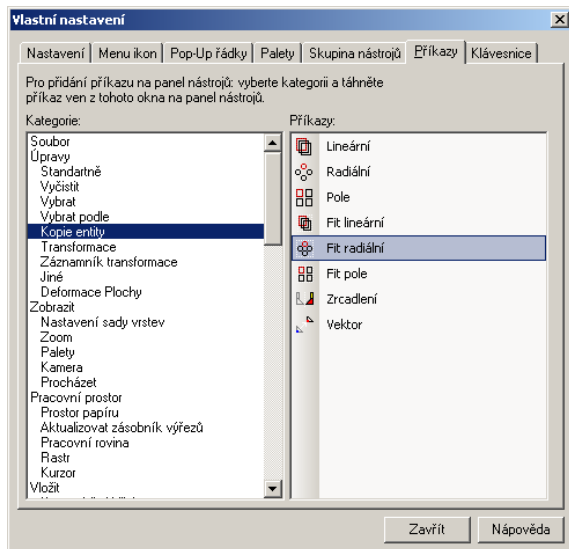 Vlastní nastavení
Nastavení Menu ikon Pop-Up řádky Palety Skupina nástrojů Příkazy Klávesnice
Pro přidání příkazu na panel nástrojů: vyberte kategorii a táhněte
příkaz ven z tohoto okna na panel nástrojů.
Kategorie:
Soubor
Úpravy
Standartně
Vyčistit
Vybrat
Vybrat podle
Kopie entity
Transformace
Záznamník transformace
Jiné
Deformace Plochy
Zobrazit
Nastavení sady vrstev
Zoom
Palety
Kamera
Procházet
Pracovní prostor
Prostor papíru
Aktualizovat zásobník výřezů
Pracovní rovina
Rastr
Kurzor
Vložit
Příkazy:
Lineární
Radiální
Pole
Fit lineární
Fit radiální
Fit pole
Zrcadlení
Vektor
Zavřít Nápověda